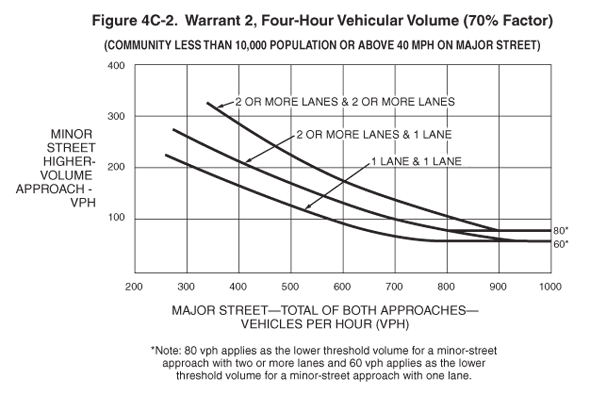 Figure 4C-2. Warrant 2, Four-Hour Vehicular Volume (70% Factor)
(COMMUNITY LESS THAN 10,000 POPULATION OR ABOVE 40 MPH ON MAJOR STREET)
400
300
200
100
MINOR
STREET
HIGHER-
VOLUME
APPROACH -
VPH
2 OR MORE LANES & 2 OR MORE LANES
2 OR MORE LANES & 1 LANE
1 LANE & 1 LANE
80*
60*
200 300 400 500 600 700 800 900 1000
MAJOR STREET—TOTAL OF BOTH APPROACHES—
VEHICLES PER HOUR (VPH)
*Note: 80 vph applies as the lower threshold volume for a minor-street
approach with two or more lanes and 60 vph applies as the lower
threshold volume for a minor-street approach with one lane.